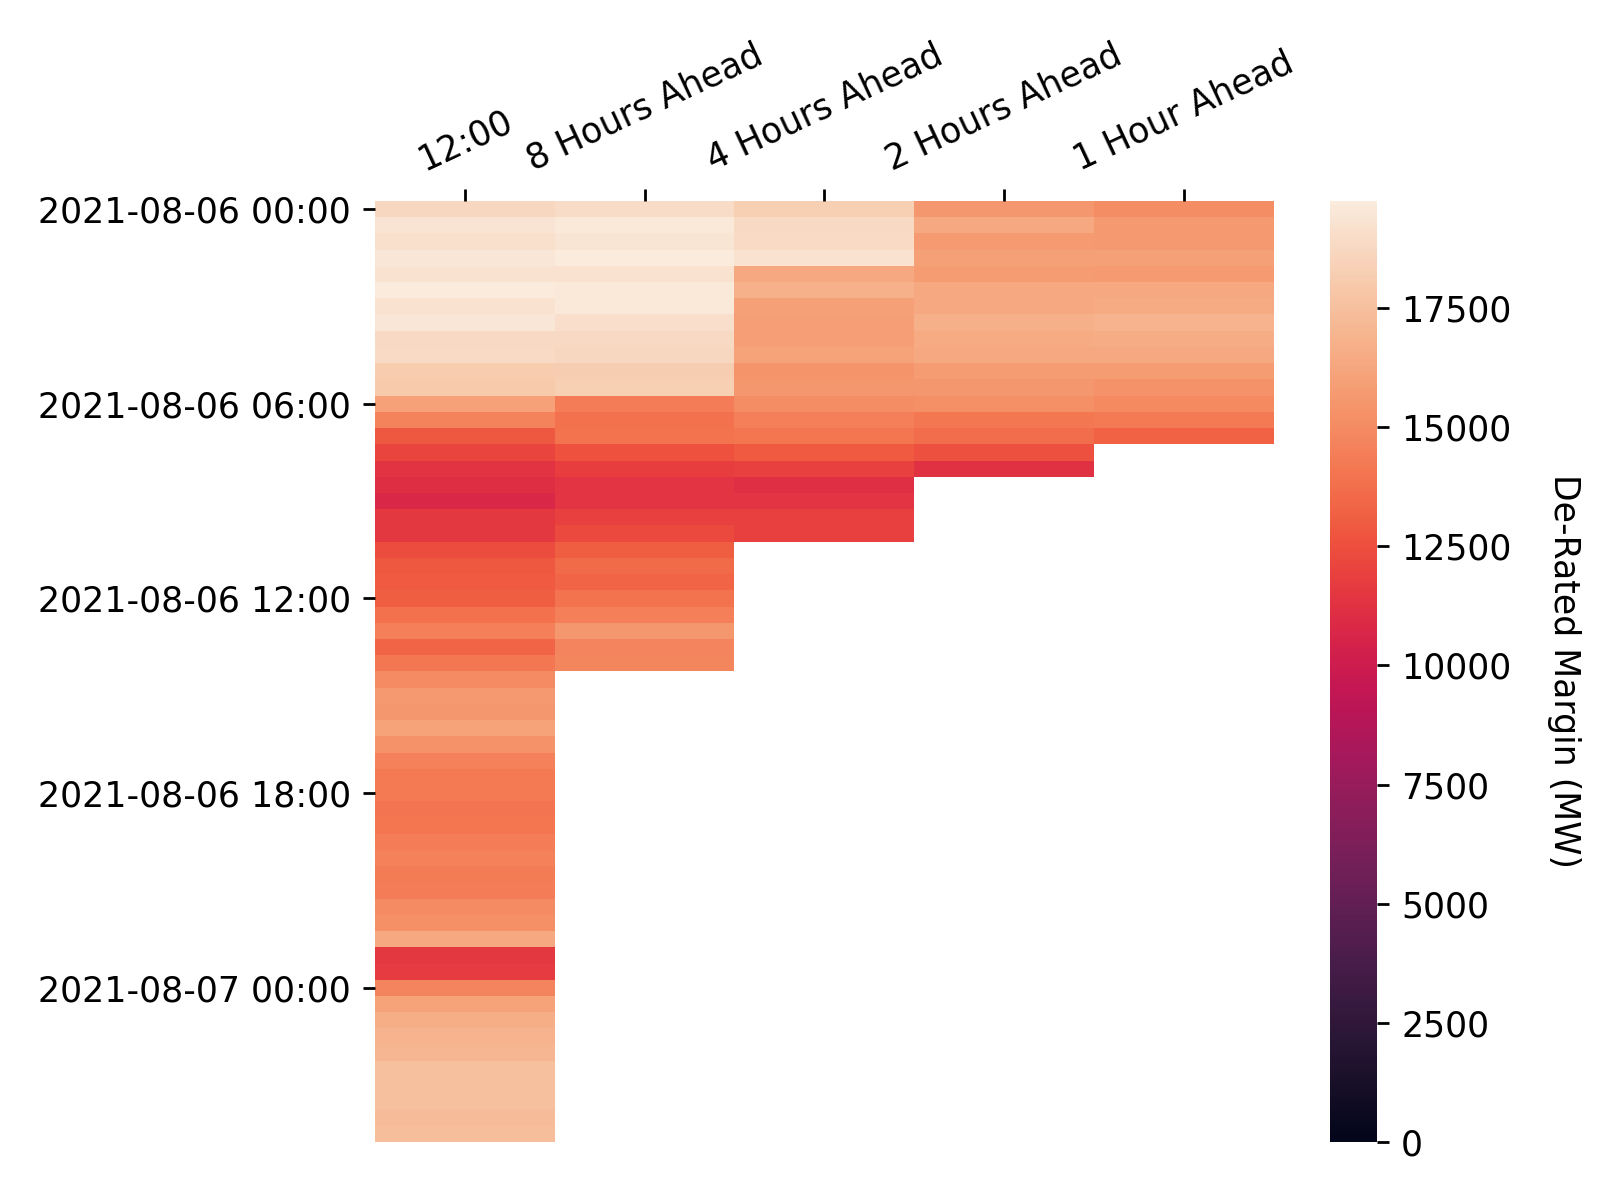 12:00
8 Hours Ahead
4 Hours Ahead
2 Hours Ahead
1 Hour Ahead
2021-08-06 00:00
2021-08-06 06:00
2021-08-06 12:00
2021-08-06 18:00
2021-08-07 00:00
17500
15000
12500
10000
7500
5000
2500
0
De-Rated Margin (MW)